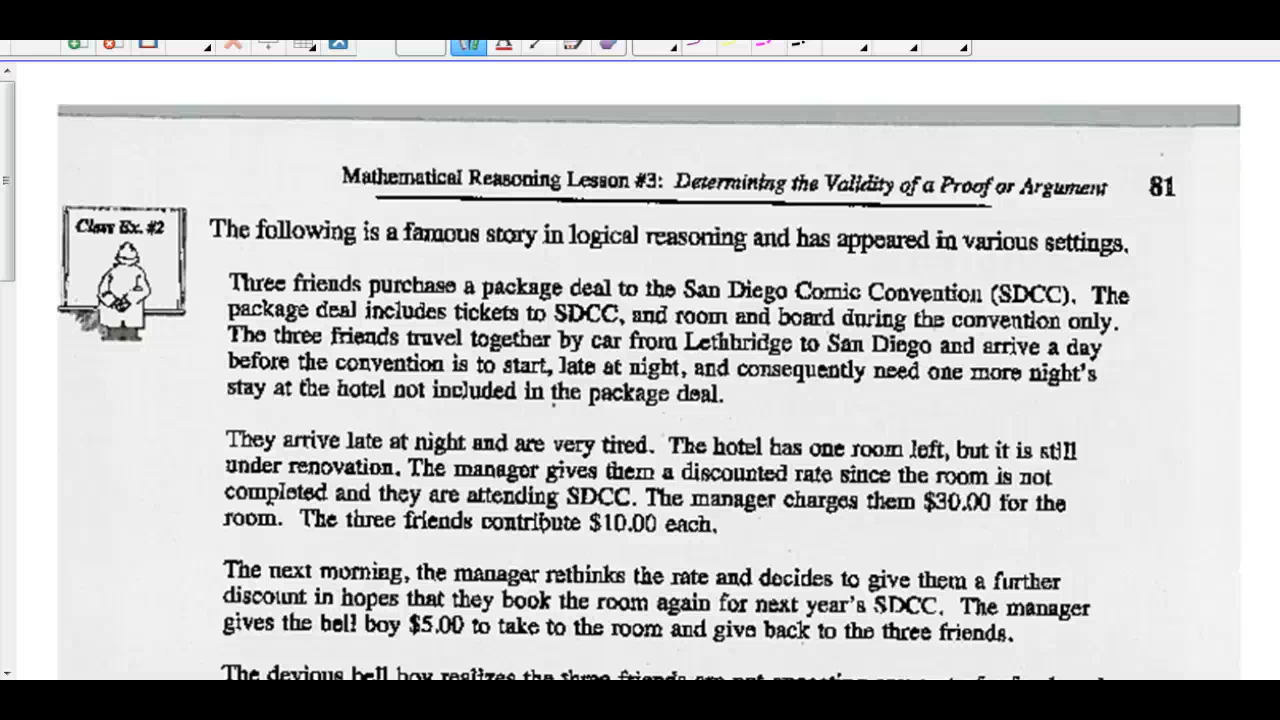 Mathematical Reasoning Lesson #3: Determining the Validity of a Proof or Argument 81
Class Ex. #2
The following is a famous story in logical reasoning and has appeared in various settings.
Three friends purchase a package deal to the San Diego Comic Convention (SDCC). The
package deal includes tickets to SDCC, and room and board during the convention only.
The three friends travel together by car from Lethbridge to San Diego and arrive a day
before the convention is to start, late at night, and consequently need one more night's
stay at the hotel not included in the package deal.
They arrive late at night and are very tired. The hotel has one room left, but it is still
under renovation. The manager gives them a discounted rate since the room is not
completed and they are attending SDCC. The manager charges them $30.00 for the
room. The three friends contribute $10.00 each.
The next morning, the manager rethinks the rate and decides to give them a further
discount in hopes that they book the room again for next year's SDCC. The manager
gives the bell boy $5.00 to take to the room and give back to the three friends.
The devious bell boy realizes the three friends are not